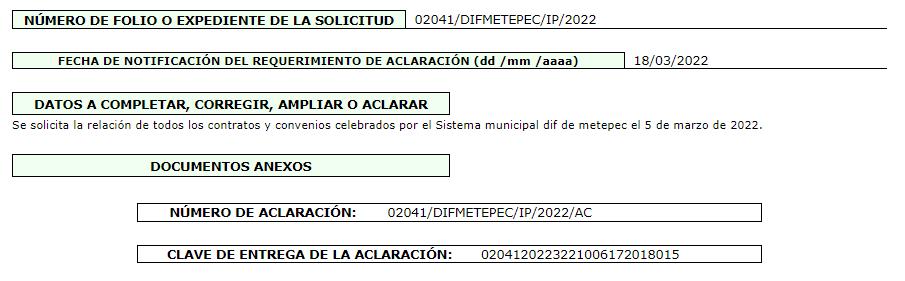 NÚMERO DE FOLIO O EXPEDIENTE DE LA SOLICITUD 02041/DIFMETEPEC/IP/2022
FECHA DE NOTIFICACIÓN DEL REQUERIMIENTO DE ACLARACIÓN (dd /mm /aaaa) 18/03/2022
DATOS A COMPLETAR, CORREGIR, AMPLIAR O ACLARAR
Se solicita la relación de todos los contratos y convenios celebrados por el Sistema municipal dif de metepec el 5 de marzo de 2022.
DOCUMENTOS ANEXOS
NÚMERO DE ACLARACIÓN: 02041/DIFMETEPEC/IP/2022/AC
CLAVE DE ENTREGA DE LA ACLARACIÓN: 0204120223221006172018015